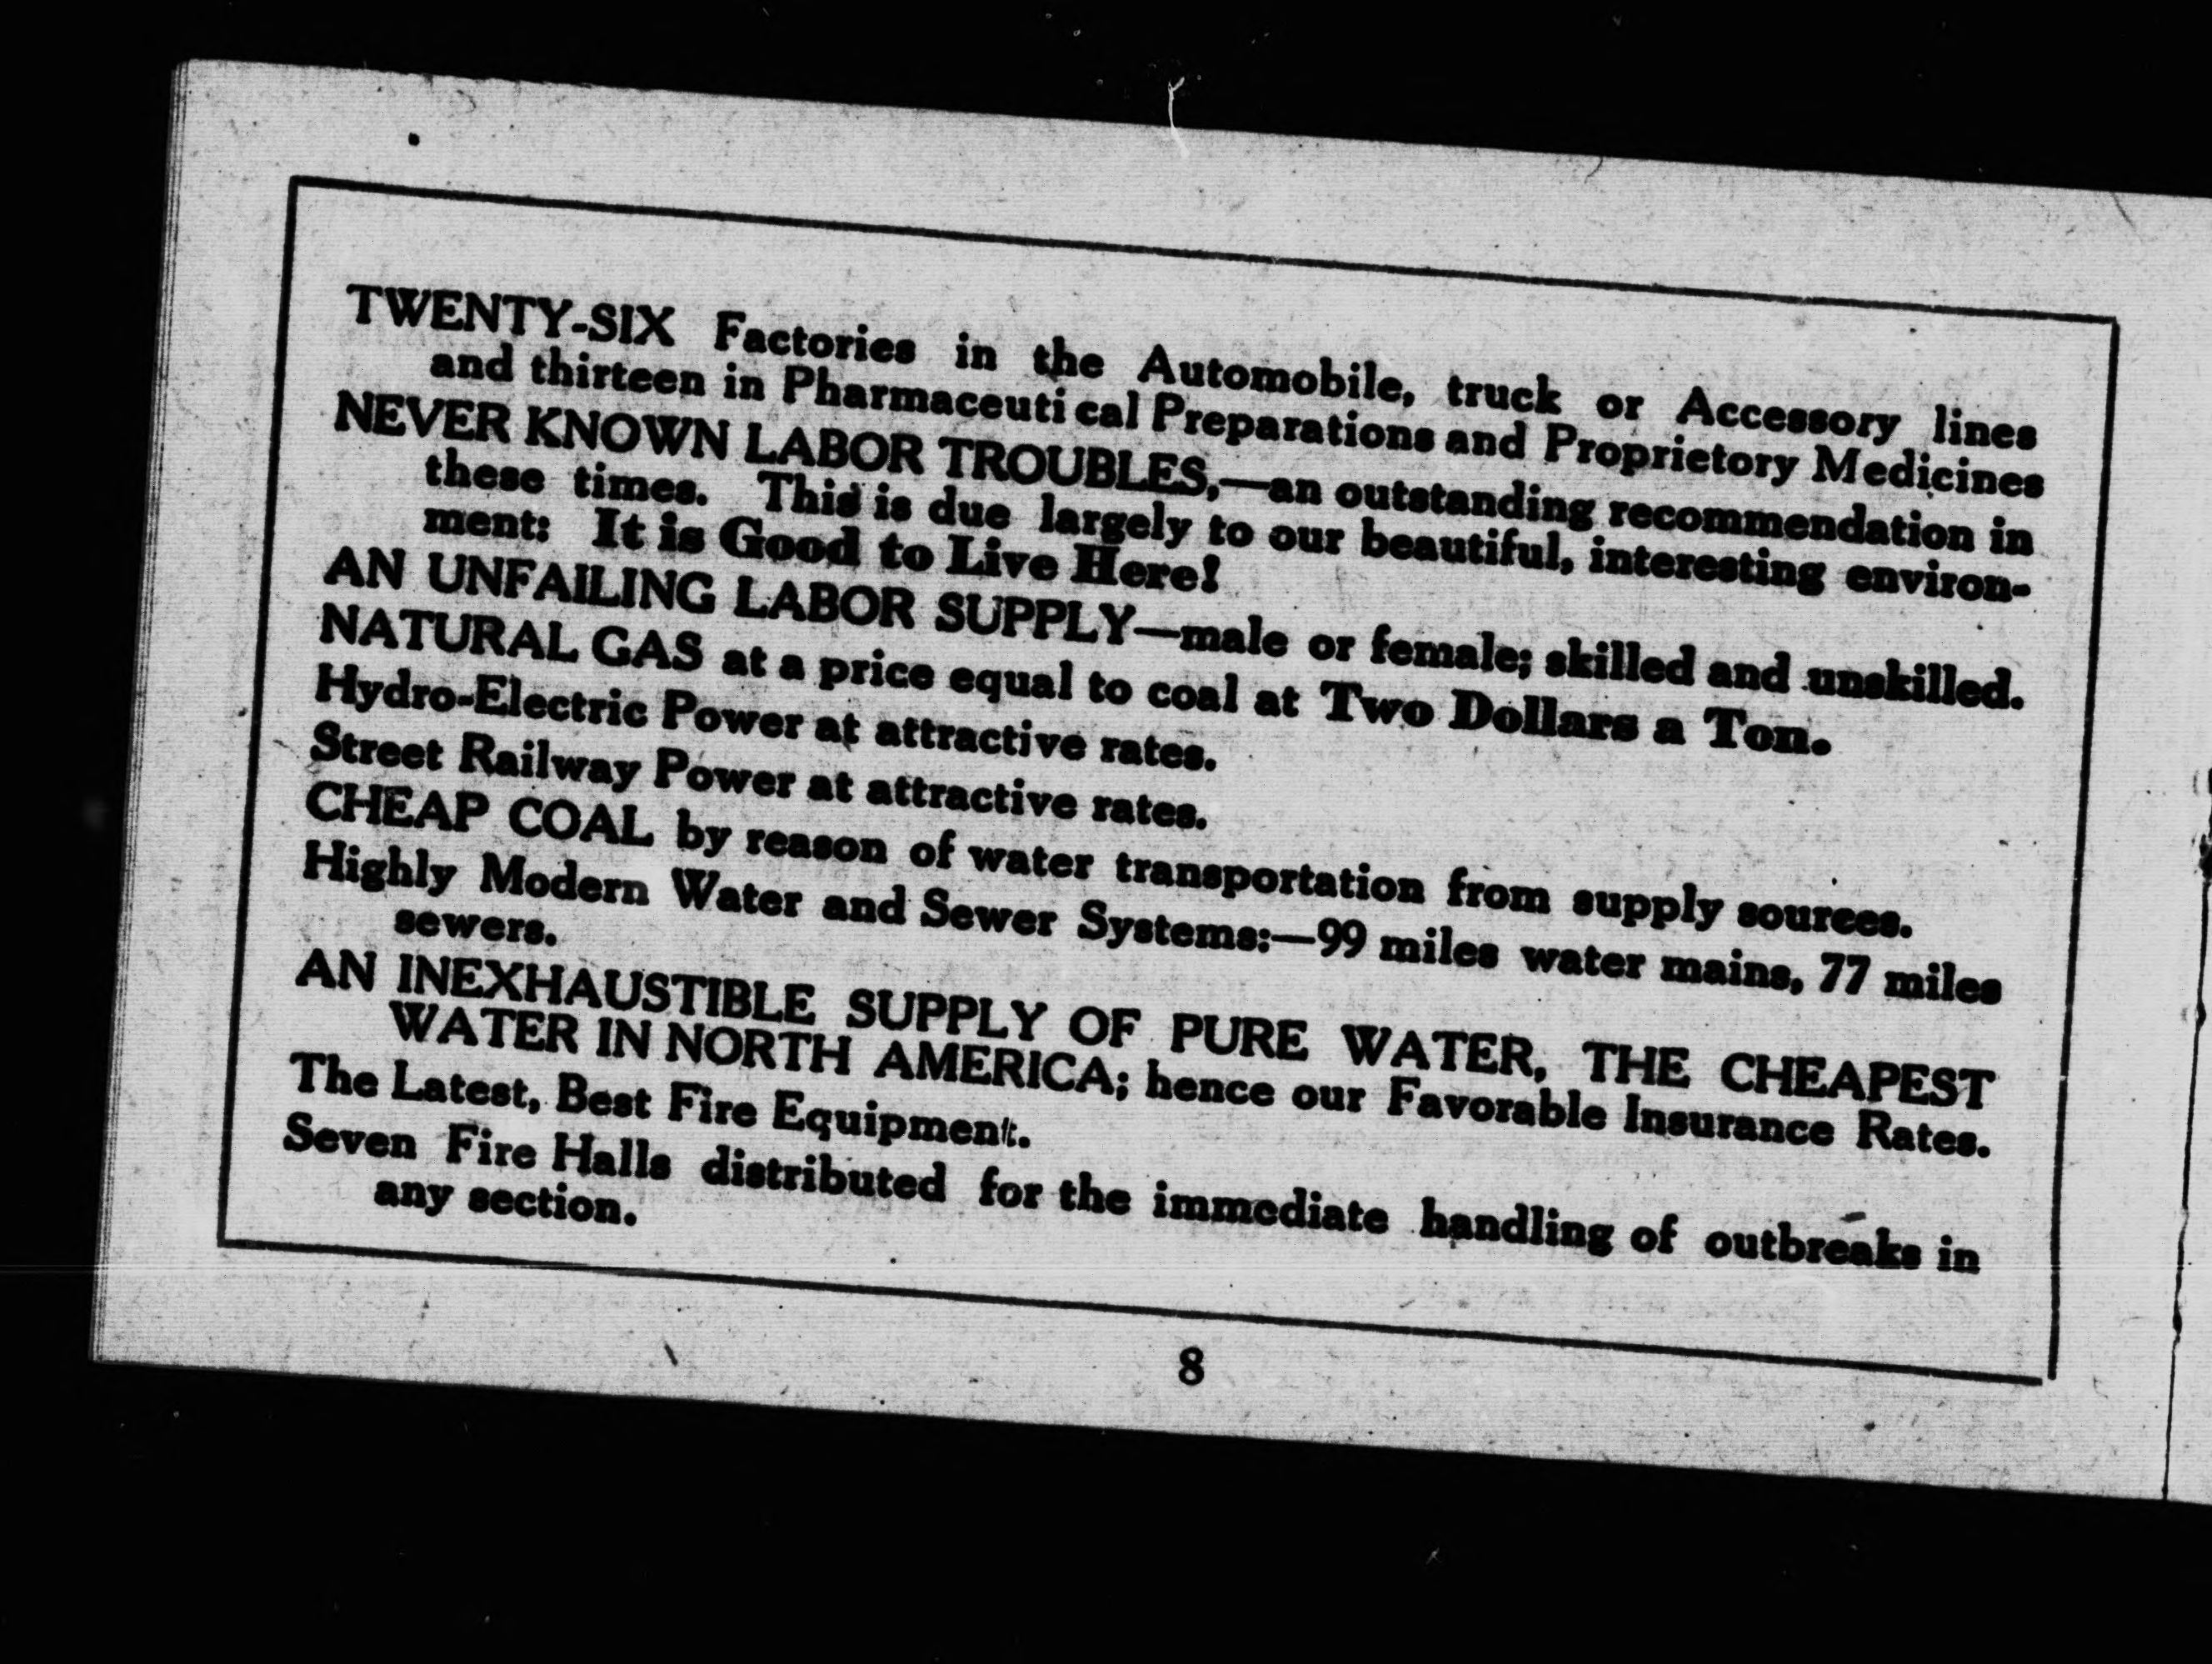 TWENTY-SIX Factories in the Automobile, truck or Accessory lines
and thirteen in Pharmaceutical Preparations and Proprietory Medicines
NEVER KNOWN LABOR TROUBLES,—an outstanding recommendation in
these times. This is due largely to our beautiful, interesting environ-
ment: It is Good to Live Here!
AN UNFAILING LABOR SUPPLY—male or female; skilled and unskilled.
NATURAL GAS at a price equal to coal at Two Dollars a Ton.
Hydro-Electric Power at attractive rates.
Street Railway Power at attractive rates.
CHEAP COAL by reason of water transportation from supply sources.
Highly Modern Water and Sewer Systems:—99 miles water mains, 77 miles
sewers.
AN INEXHAUSTIBLE SUPPLY OF PURE WATER, THE CHEAPEST
WATER IN NORTH AMERICA; hence our Favorable Insurance Rates.
The Latest, Best Fire Equipment.
Seven Fire Halls distributed for the immediate handling of outbreaks in
any section.
8